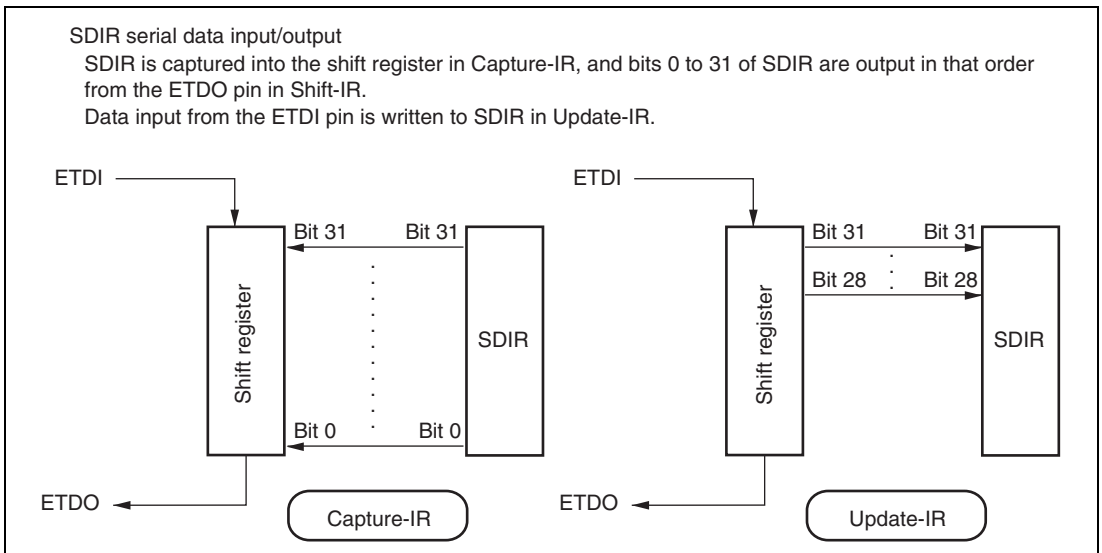 SDIR serial data input/output
SDIR is captured into the shift register in Capture-IR, and bits 0 to 31 of SDIR are output in that order
from the ETDO pin in Shift-IR.
Data input from the ETDI pin is written to SDIR in Update-IR.
ETDI
Bit 31 Bit 31
Shift register
SDIR
Bit 0 Bit 0
ETDO
Capture-IR
ETDI
Bit 31 Bit 31
Bit 28 Bit 28
Shift register
SDIR
ETDO
Update-IR